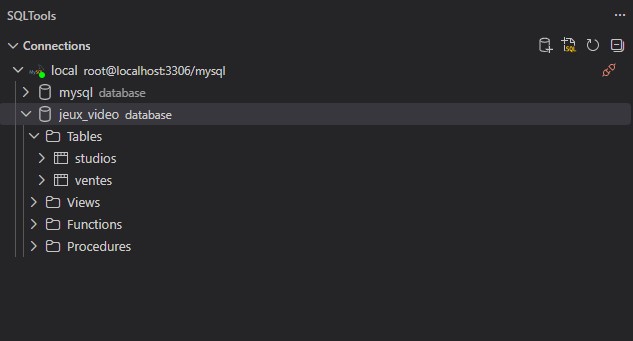 SQLTools
Connections
local root@localhost:3306/mysql
mysql database
jeux_video database
Tables
studios
ventes
Views
Functions
Procedures